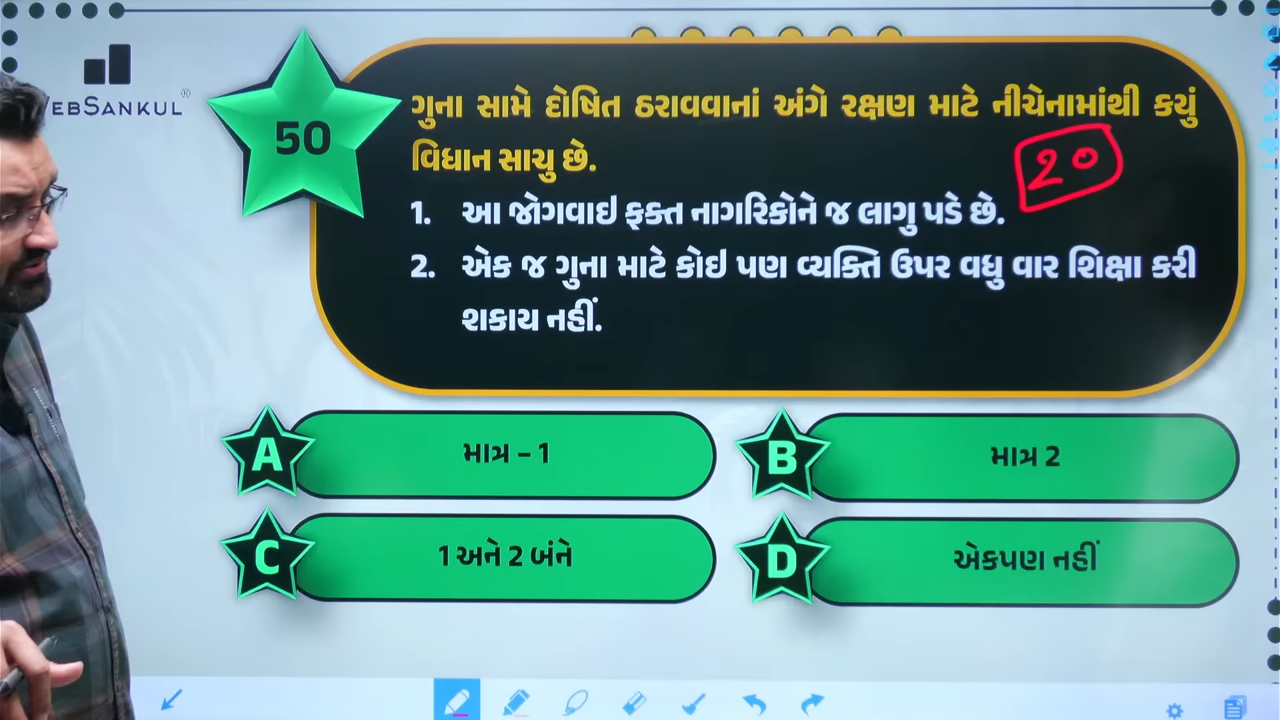 WEBSANKUL®
50
ગુના સામે દોષિત ઠરાવવાનાં અંગે રક્ષણ માટે નીચેનામાંથી કયું
વિધાન સાચુ છે.
20
1. આ જોગવાઇ ફક્ત નાગરિકોને જ લાગુ પડે છે.
2. એક જ ગુના માટે કોઇ પણ વ્યક્તિ ઉપર વધુ વાર શિક્ષા કરી
શકાય નહીં.
A માત્ર – 1
B માત્ર 2
C 1 અને 2 બંને
D એકપણ નહીં